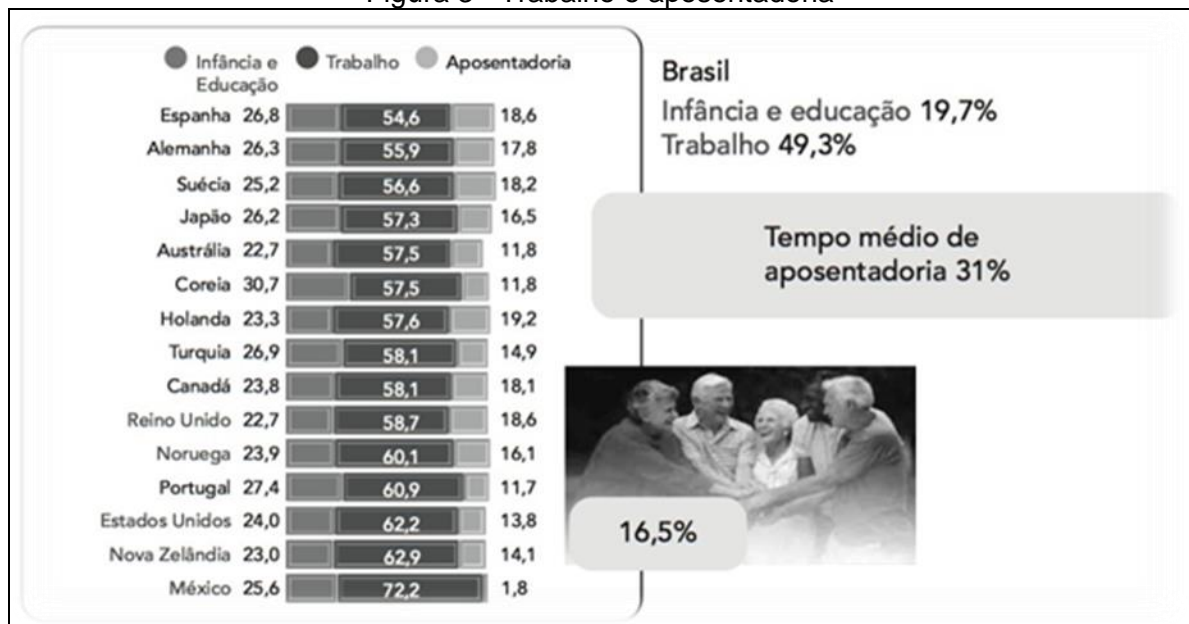 Figura 3 - Trabalho e aposentadoria
Infância e Educação Trabalho Aposentadoria
Espanha 26,8 54,6 18,6
Alemanha 26,3 55,9 17,8
Suécia 25,2 56,6 18,2
Japão 26,2 57,3 16,5
Austrália 22,7 57,5 11,8
Coreia 30,7 57,5 11,8
Holanda 23,3 57,6 19,2
Turquia 26,9 58,1 14,9
Canadá 23,8 58,1 18,1
Reino Unido 22,7 58,7 18,6
Noruega 23,9 60,1 16,1
Portugal 27,4 60,9 11,7
Estados Unidos 24,0 62,2 13,8
Nova Zelândia 23,0 62,9 14,1
México 25,6 72,2 1,8
Brasil
Infância e educação 19,7%
Trabalho 49,3%
Tempo médio de
aposentadoria 31%
16,5%